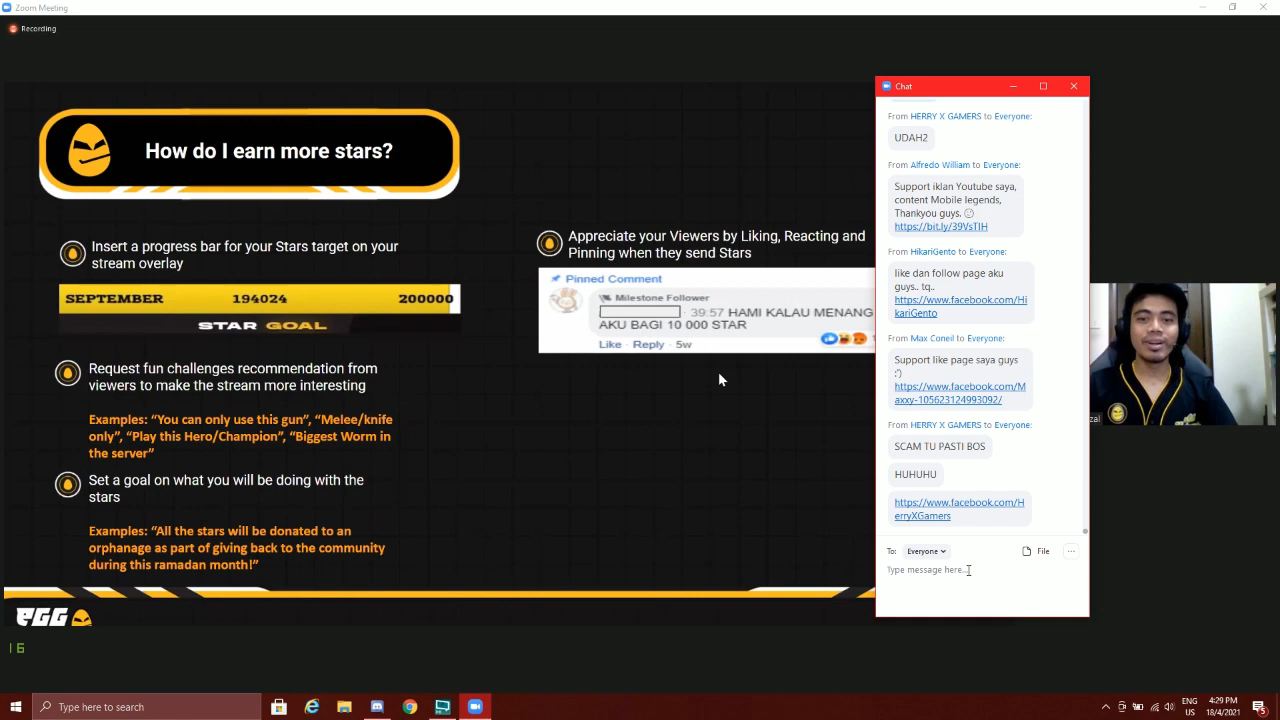 Zoom Meeting
Recording
How do I earn more stars?
Insert a progress bar for your Stars target on your
stream overlay
SEPTEMBER 194024 200000
STAR GOAL
Request fun challenges recommendation from
viewers to make the stream more interesting
Examples: “You can only use this gun”, “Melee/knife
only”, “Play this Hero/Champion”, “Biggest Worm in
the server”
Set a goal on what you will be doing with the
stars
Examples: “All the stars will be donated to an
orphanage as part of giving back to the community
during this ramadan month!”
EGG
16
Appreciate your Viewers by Liking, Reacting and
Pinning when they send Stars
Pinned Comment
Milestone Follower
· 39:57 HAMI KALAU MENANG
AKU BAGI 10 000 STAR
Like · Reply · 5w
Chat
From HERRY X GAMERS to Everyone:
UDAH2
From Alfredo William to Everyone:
Support iklan Youtube saya,
content Mobile legends,
Thankyou guys. 🙂
https://bit.ly/39VsTIH
From HikariGento to Everyone:
like dan follow page aku
guys.. tq..
https://www.facebook.com/Hi
kariGento
From Max Coneil to Everyone:
Support like page saya guys
:')
https://www.facebook.com/M
axxy-105623124993092/
From HERRY X GAMERS to Everyone:
SCAM TU PASTI BOS
HUHUHU
https://www.facebook.com/H
erryXGamers
To: Everyone File
Type message here...
zal
Type here to search
ENG
US
4:29 PM
18/4/2021
5